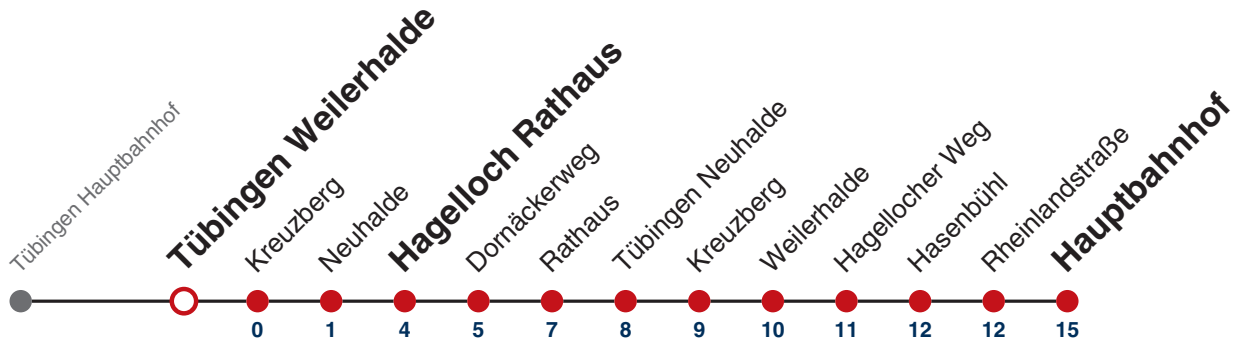 Tübingen Hauptbahnhof
Tübingen Weilerhalde
Kreuzberg
Neuhalde
Hagelloch Rathaus
Dornäckerweg
Rathaus
Tübingen Neuhalde
Kreuzberg
Weilerhalde
Hagellocher Weg
Hasenbühl
Rheinlandstraße
Hauptbahnhof
0 1 4 5 7 8 9 10 11 12 12 15